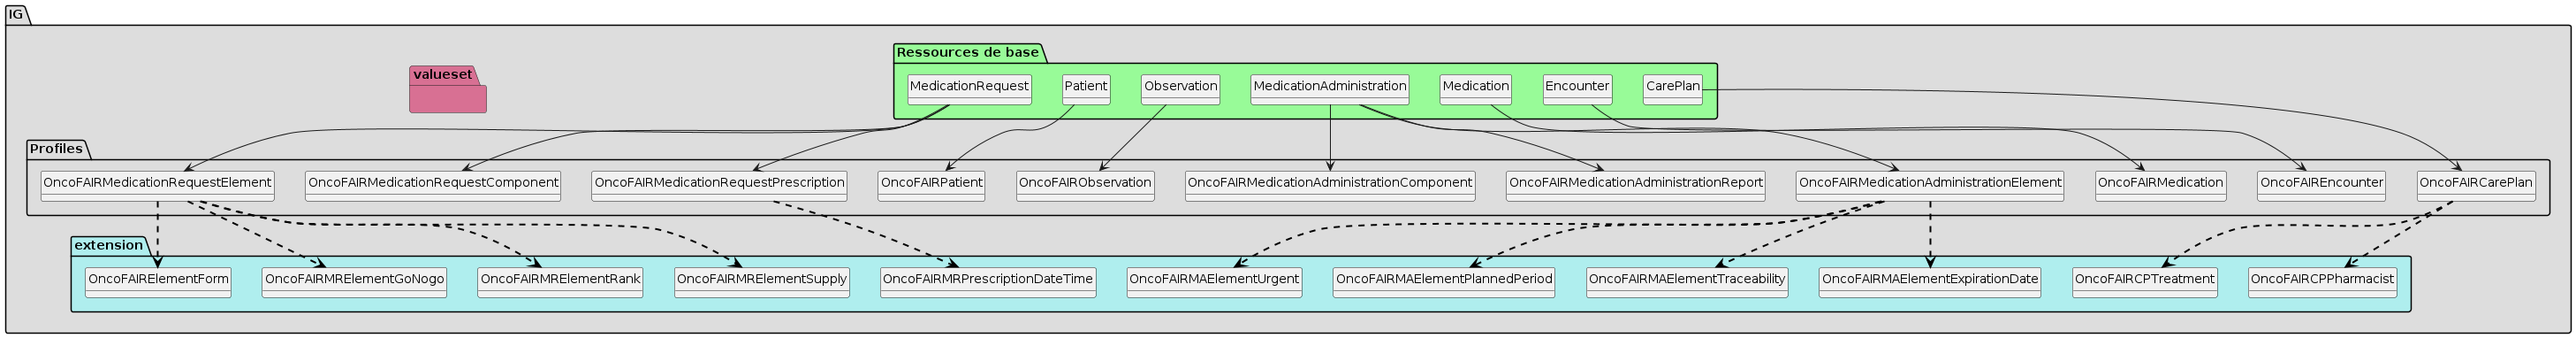 IG
Ressources de base
valueset
MedicationRequest
Patient
Observation
MedicationAdministration
Medication
Encounter
CarePlan
Profiles
OncoFAIRMedicationRequestElement
OncoFAIRMedicationRequestComponent
OncoFAIRMedicationRequestPrescription
OncoFAIRPatient
OncoFAIRObservation
OncoFAIRMedicationAdministrationComponent
OncoFAIRMedicationAdministrationReport
OncoFAIRMedicationAdministrationElement
OncoFAIRMedication
OncoFAIREncounter
OncoFAIRCarePlan
extension
OncoFAIRElementForm
OncoFAIRMRElementGoNogo
OncoFAIRMRElementRank
OncoFAIRMRElementSupply
OncoFAIRMRPrescriptionDateTime
OncoFAIRMAElementUrgent
OncoFAIRMAElementPlannedPeriod
OncoFAIRMAElementTraceability
OncoFAIRMAElementExpirationDate
OncoFAIRCPTreatment
OncoFAIRCPPharmacist